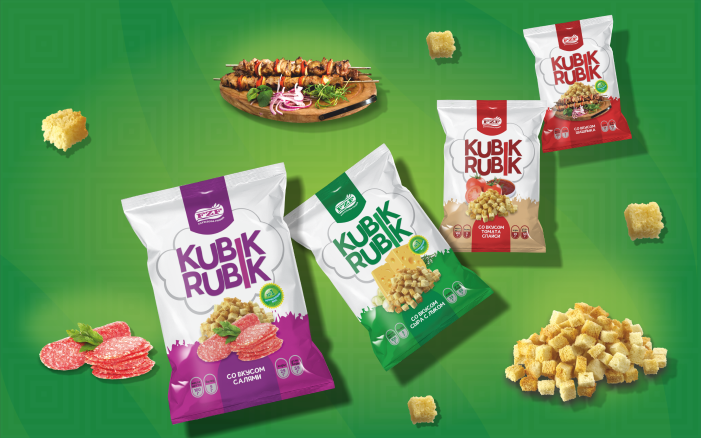 KUBIK
RUBIK
СО ВКУСОМ
САЛЯМИ
KUBIK
RUBIK
СО ВКУСОМ
СЫРА С ЛУКОМ
KUBIK
RUBIK
СО ВКУСОМ
ТОМАТА
СПАЙСИ
KUBIK
RUBIK
СО ВКУСОМ
ШАШЛЫКА